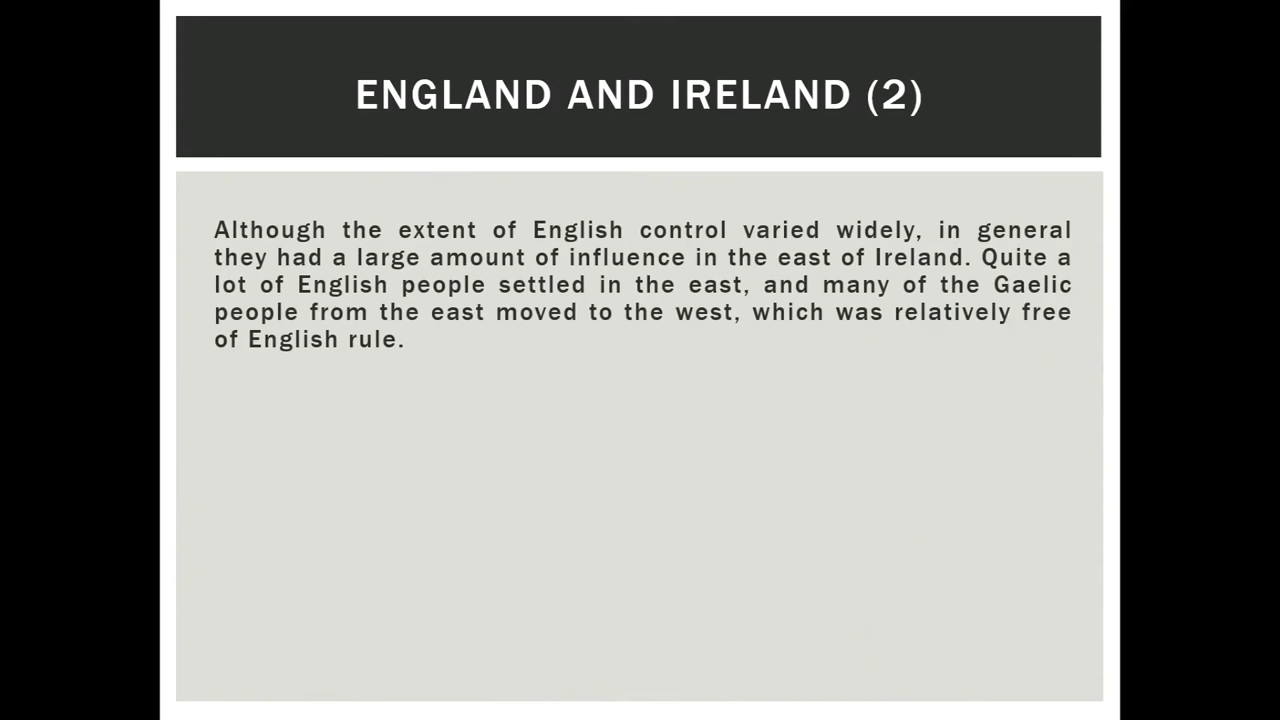 ENGLAND AND IRELAND (2)
Although the extent of English control varied widely, in general
they had a large amount of influence in the east of Ireland. Quite a
lot of English people settled in the east, and many of the Gaelic
people from the east moved to the west, which was relatively free
of English rule.